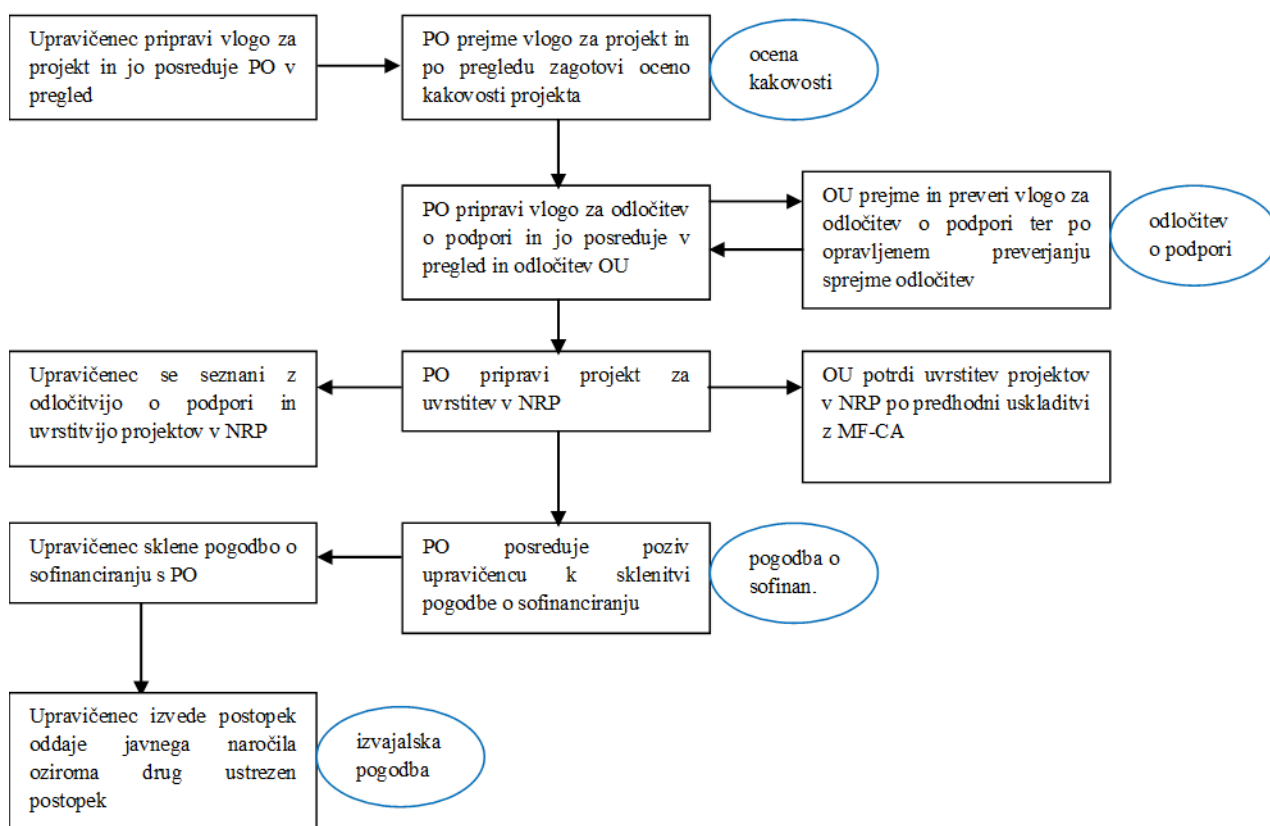 Upravičenec pripravi vlogo za
projekt in jo posreduje PO v
pregled
PO prejme vlogo za projekt in
po pregledu zagotovi oceno
kakovosti projekta
ocena
kakovosti
PO pripravi vlogo za odločitev
o podpori in jo posreduje v
pregled in odločitev OU
OU prejme in preveri vlogo za
odločitev o podpori ter po
opravljenem preverjanju
sprejme odločitev
odločitev
o podpori
Upravičenec se seznani z
odločitvijo o podpori in
uvrstitvijo projektov v NRP
PO pripravi projekt za
uvrstitev v NRP
OU potrdi uvrstitev projektov
v NRP po predhodni uskladitvi
z MF-CA
Upravičenec sklene pogodbo o
sofinanciranju s PO
PO posreduje poziv
upravičencu k sklenitvi
pogodbe o sofinanciranju
pogodba o
sofinan.
Upravičenec izvede postopek
oddaje javnega naročila
oziroma drug ustrezen
postopek
izvajalska
pogodba